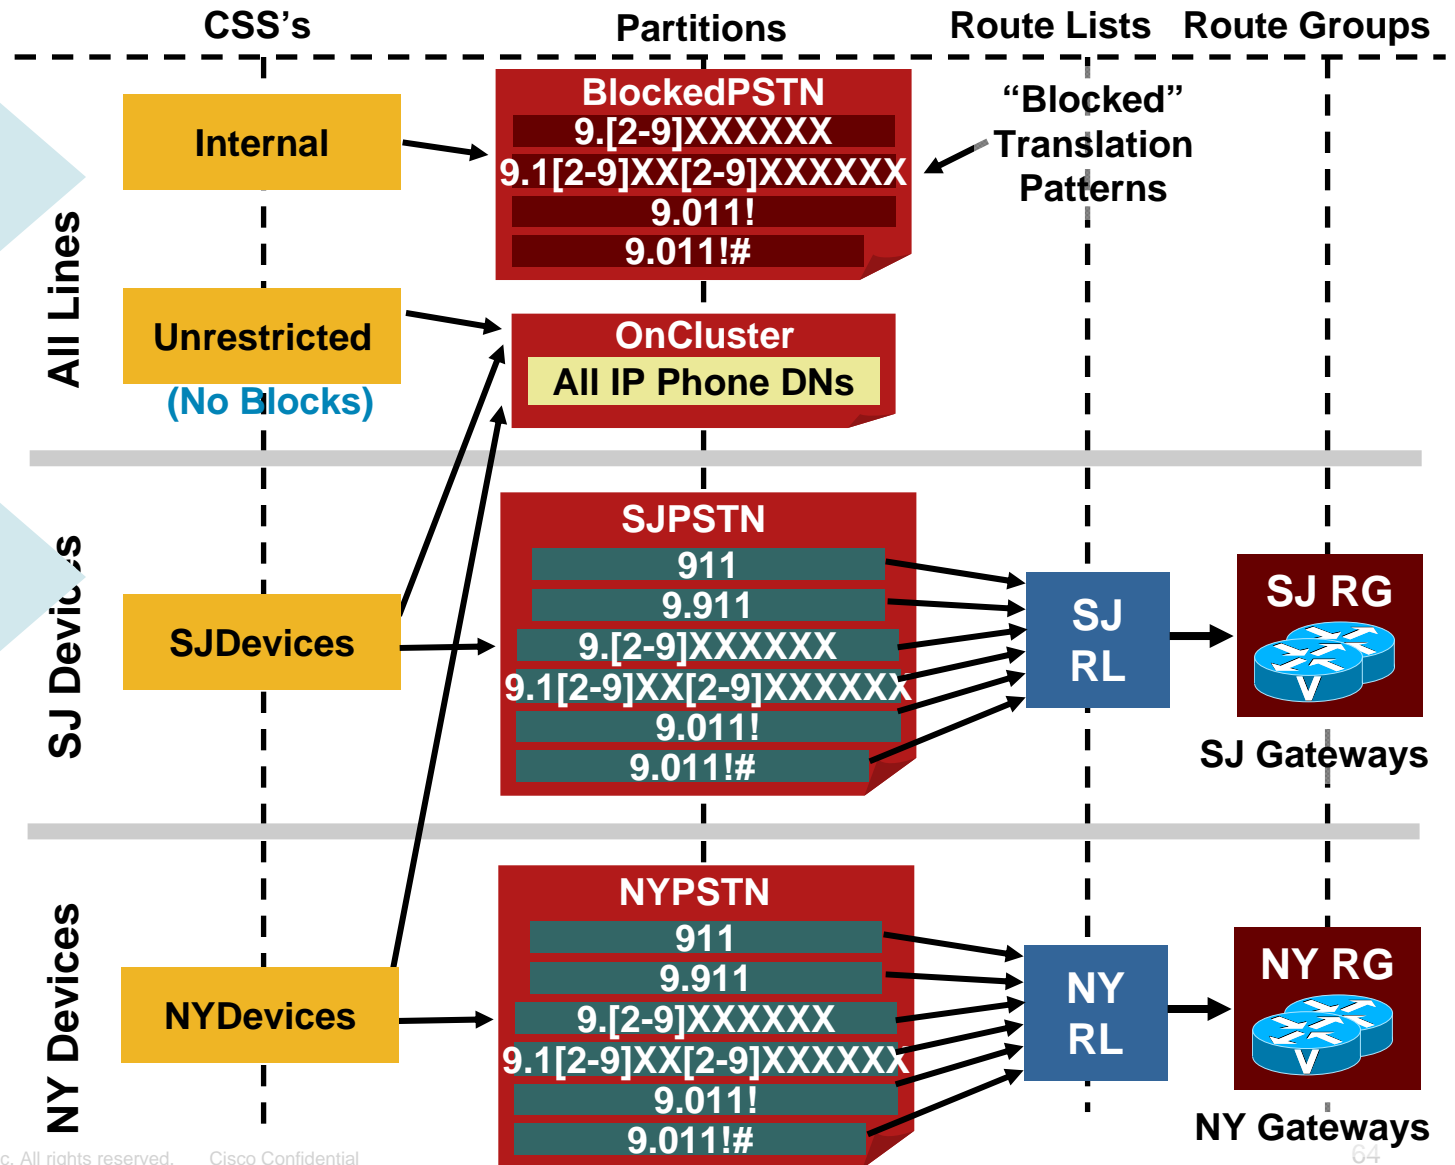 CSS's
Partitions
Route Lists
Route Groups
All Lines
Internal
BlockedPSTN
9.[2-9]XXXXXX
9.1[2-9]XX[2-9]XXXXXX
9.011!
9.011!#
“Blocked”
Translation
Patterns
Unrestricted
(No Blocks)
OnCluster
All IP Phone DNs
SJ Devices
SJDevices
SJPSTN
911
9.911
9.[2-9]XXXXXX
9.1[2-9]XX[2-9]XXXXXX
9.011!
9.011!#
SJ
RL
SJ RG
V
SJ Gateways
NY Devices
NYDevices
NYPSTN
911
9.911
9.[2-9]XXXXXX
9.1[2-9]XX[2-9]XXXXXX
9.011!
9.011!#
NY
RL
NY RG
V
NY Gateways
c. All rights reserved.
Cisco Confidential
64